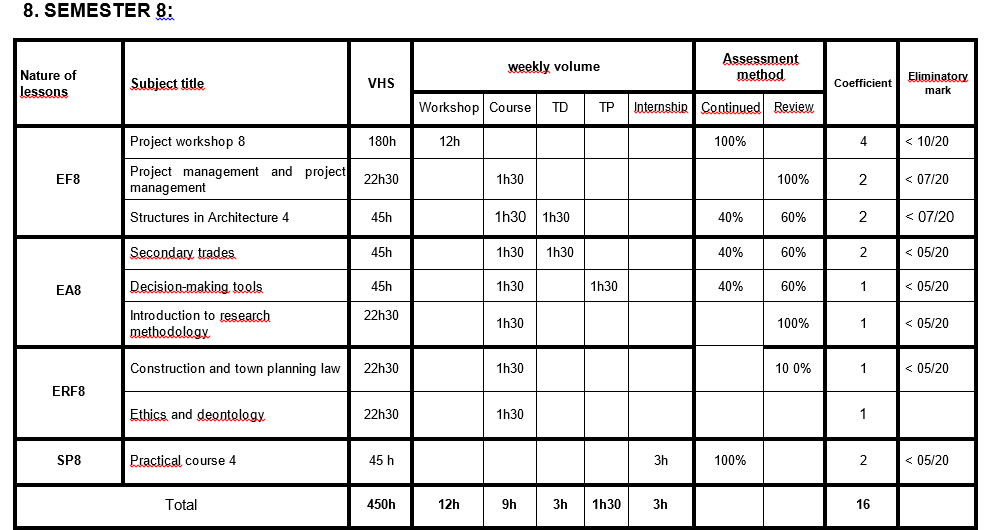 8. SEMESTER 8:
Nature of lessons Subject title VHS weekly volume Assessment method Coefficient Eliminatory mark
Workshop Course TD TP Internship Continued Review
EF8
Project workshop 8 180h 12h 100% 4 < 10/20
Project management and project management 22h30 1h30 100% 2 < 07/20
Structures in Architecture 4 45h 1h30 1h30 40% 60% 2 < 07/20
EA8
Secondary trades 45h 1h30 1h30 40% 60% 2 < 05/20
Decision-making tools 45h 1h30 1h30 40% 60% 1 < 05/20
Introduction to research methodology 22h30 1h30 100% 1 < 05/20
ERF8
Construction and town planning law 22h30 1h30 10 0% 1 < 05/20
Ethics and deontology 22h30 1h30 1
SP8 Practical course 4 45 h 3h 100% 2 < 05/20
Total 450h 12h 9h 3h 1h30 3h 16